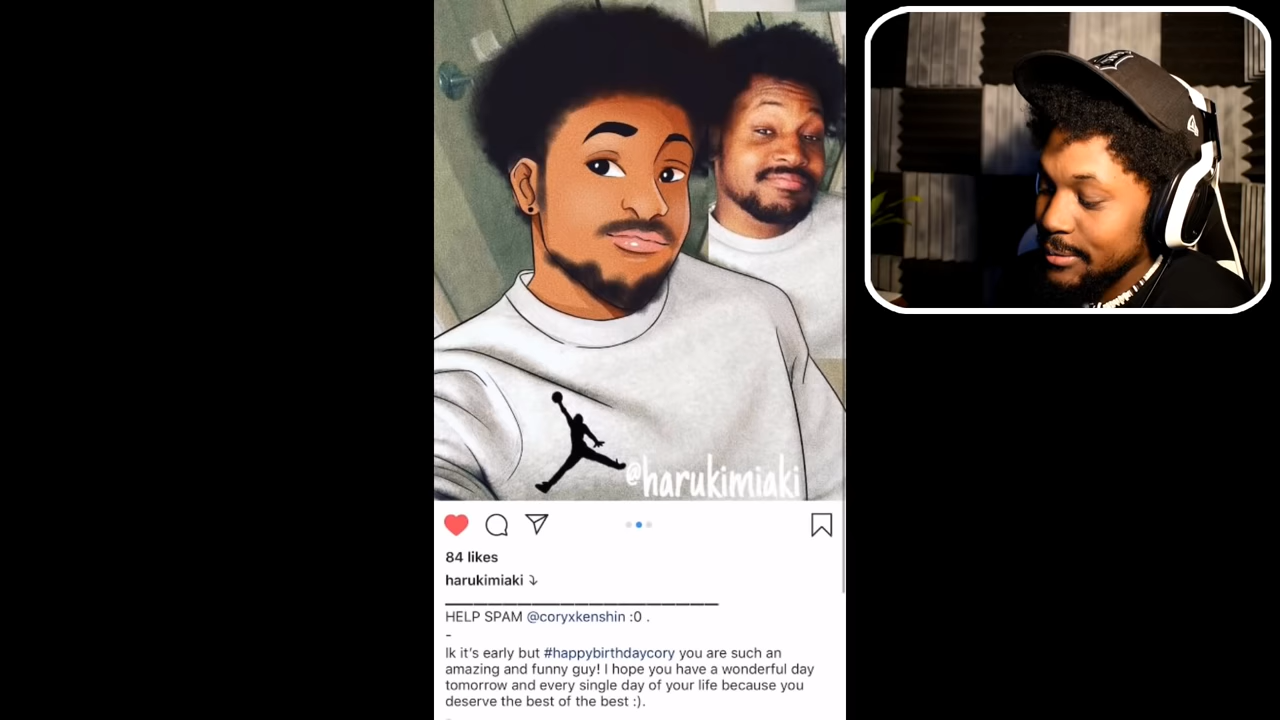 @harukimiaki
84 likes
harukimiaki ⤵
HELP SPAM @coryxkenshin :0 .
-
Ik it's early but #happybirthdaycory you are such an
amazing and funny guy! I hope you have a wonderful day
tomorrow and every single day of your life because you
deserve the best of the best :).